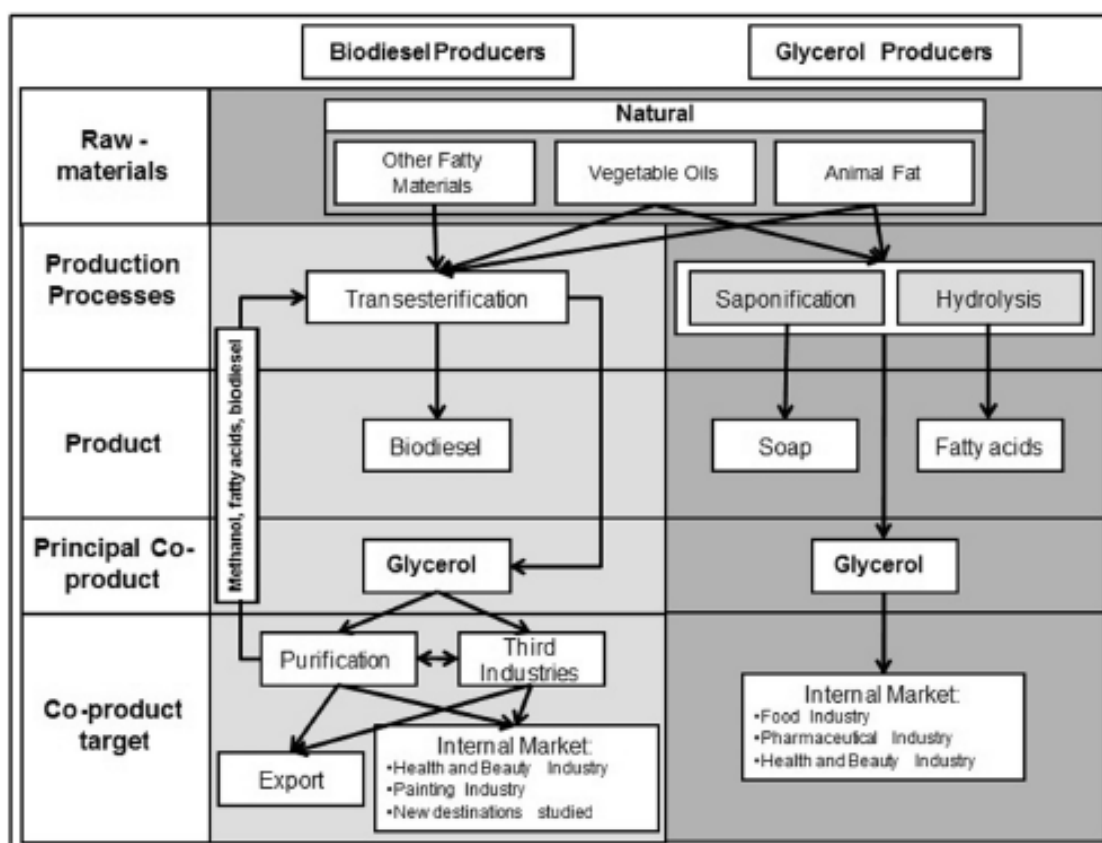 Biodiesel Producers
Glycerol Producers
Raw -
materials
Natural
Other Fatty
Materials
Vegetable Oils
Animal Fat
Production
Processes
Transesterification
Saponification
Hydrolysis
Methanol, fatty acids, biodiesel
Product
Biodiesel
Soap
Fatty acids
Principal Co-
product
Glycerol
Glycerol
Co-product
target
Purification
Third
Industries
Export
Internal Market:
•Health and Beauty Industry
•Painting Industry
•New destinations studied
Internal Market:
•Food Industry
•Pharmaceutical Industry
•Health and Beauty Industry